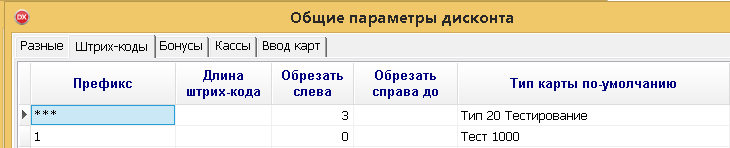 DX Общие параметры дисконта
Разные Штрих-коды Бонусы Кассы Ввод карт
Префикс Длина штрих-кода Обрезать слева Обрезать справа до Тип карты по-умолчанию
*** 3 Тип 20 Тестирование
1 0 Тест 1000